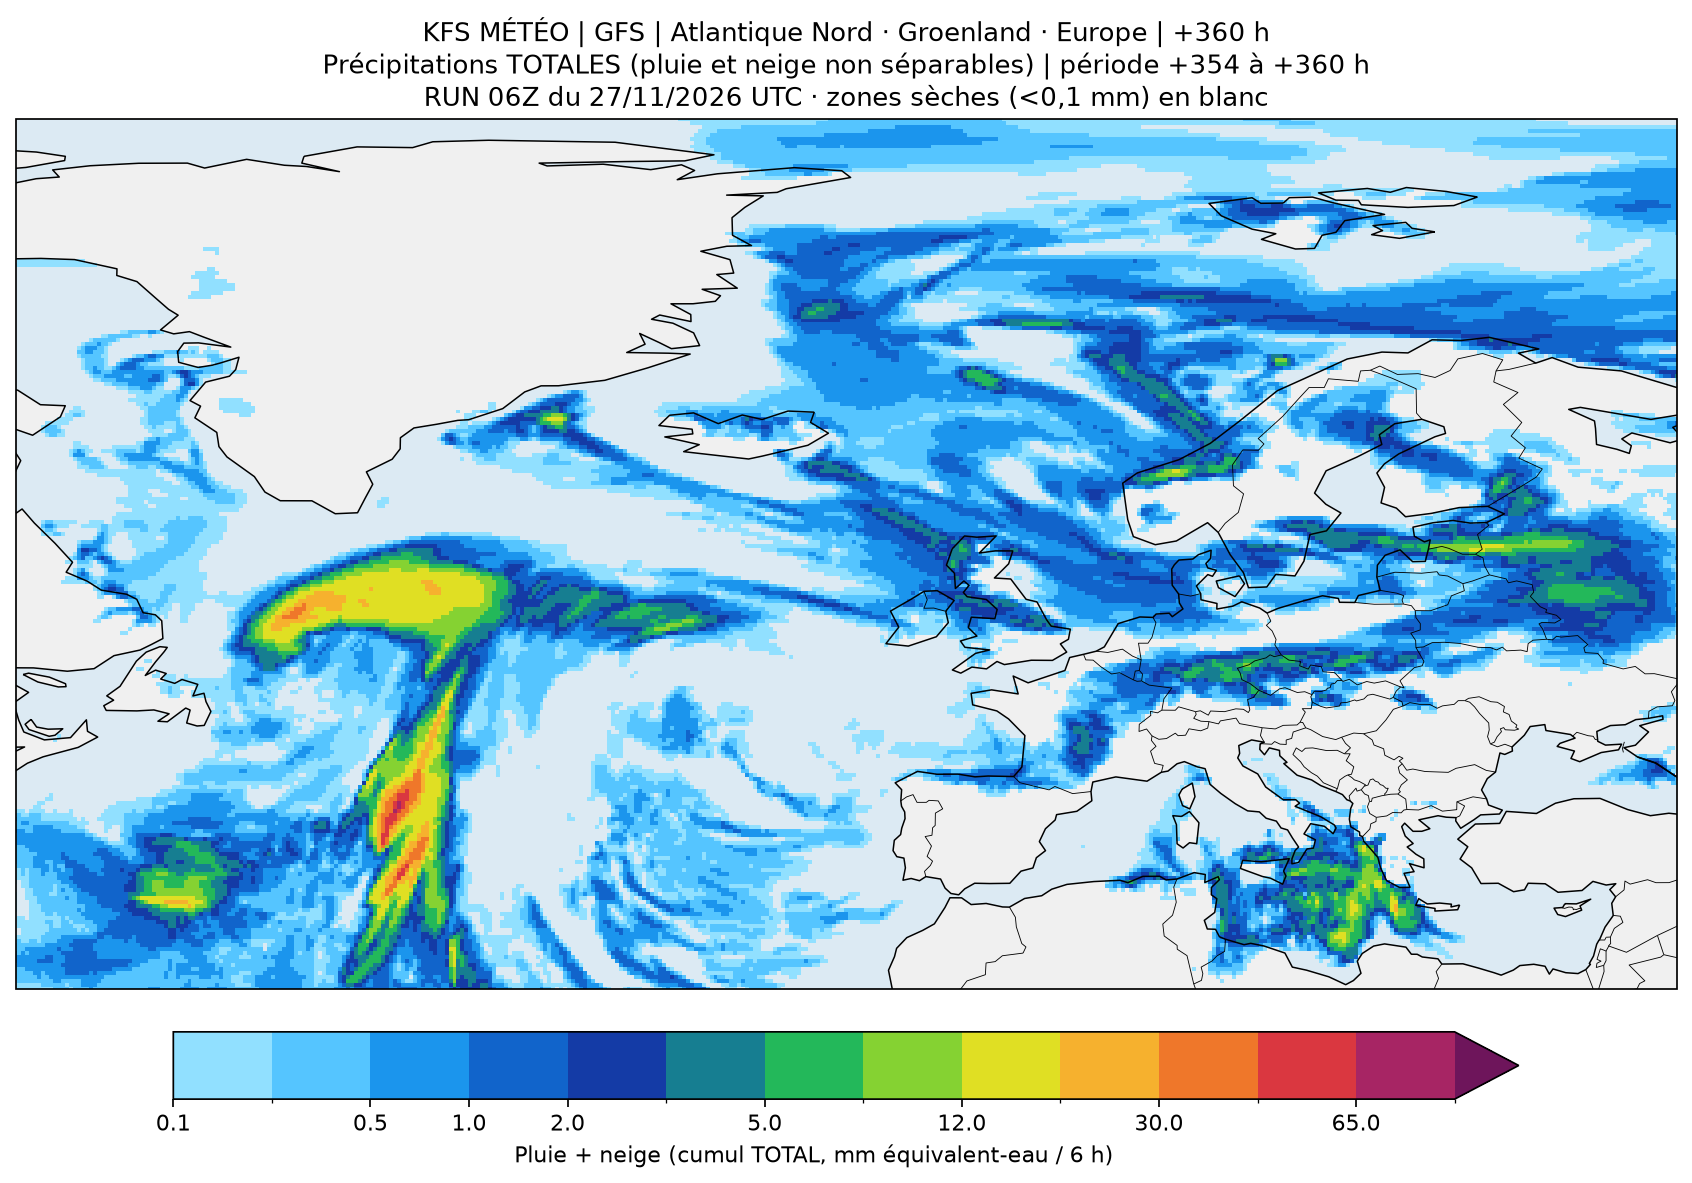 KFS MÉTÉO | GFS | Atlantique Nord · Groenland · Europe | +360 h
Précipitations TOTALES (pluie et neige non séparables) | période +354 à +360 h
RUN 06Z du 27/11/2026 UTC · zones sèches (<0,1 mm) en blanc
0.1 0.5 1.0 2.0 5.0 12.0 30.0 65.0
Pluie + neige (cumul TOTAL, mm équivalent-eau / 6 h)